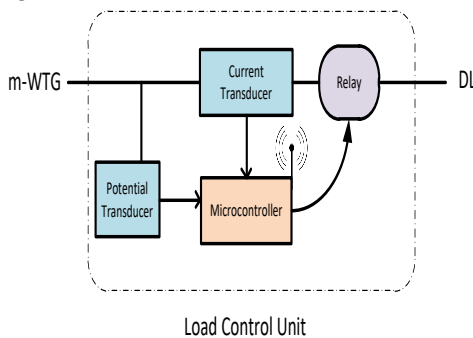 m-WTG
Current
Transducer
Relay
DL
Potential
Transducer
Microcontroller
Load Control Unit